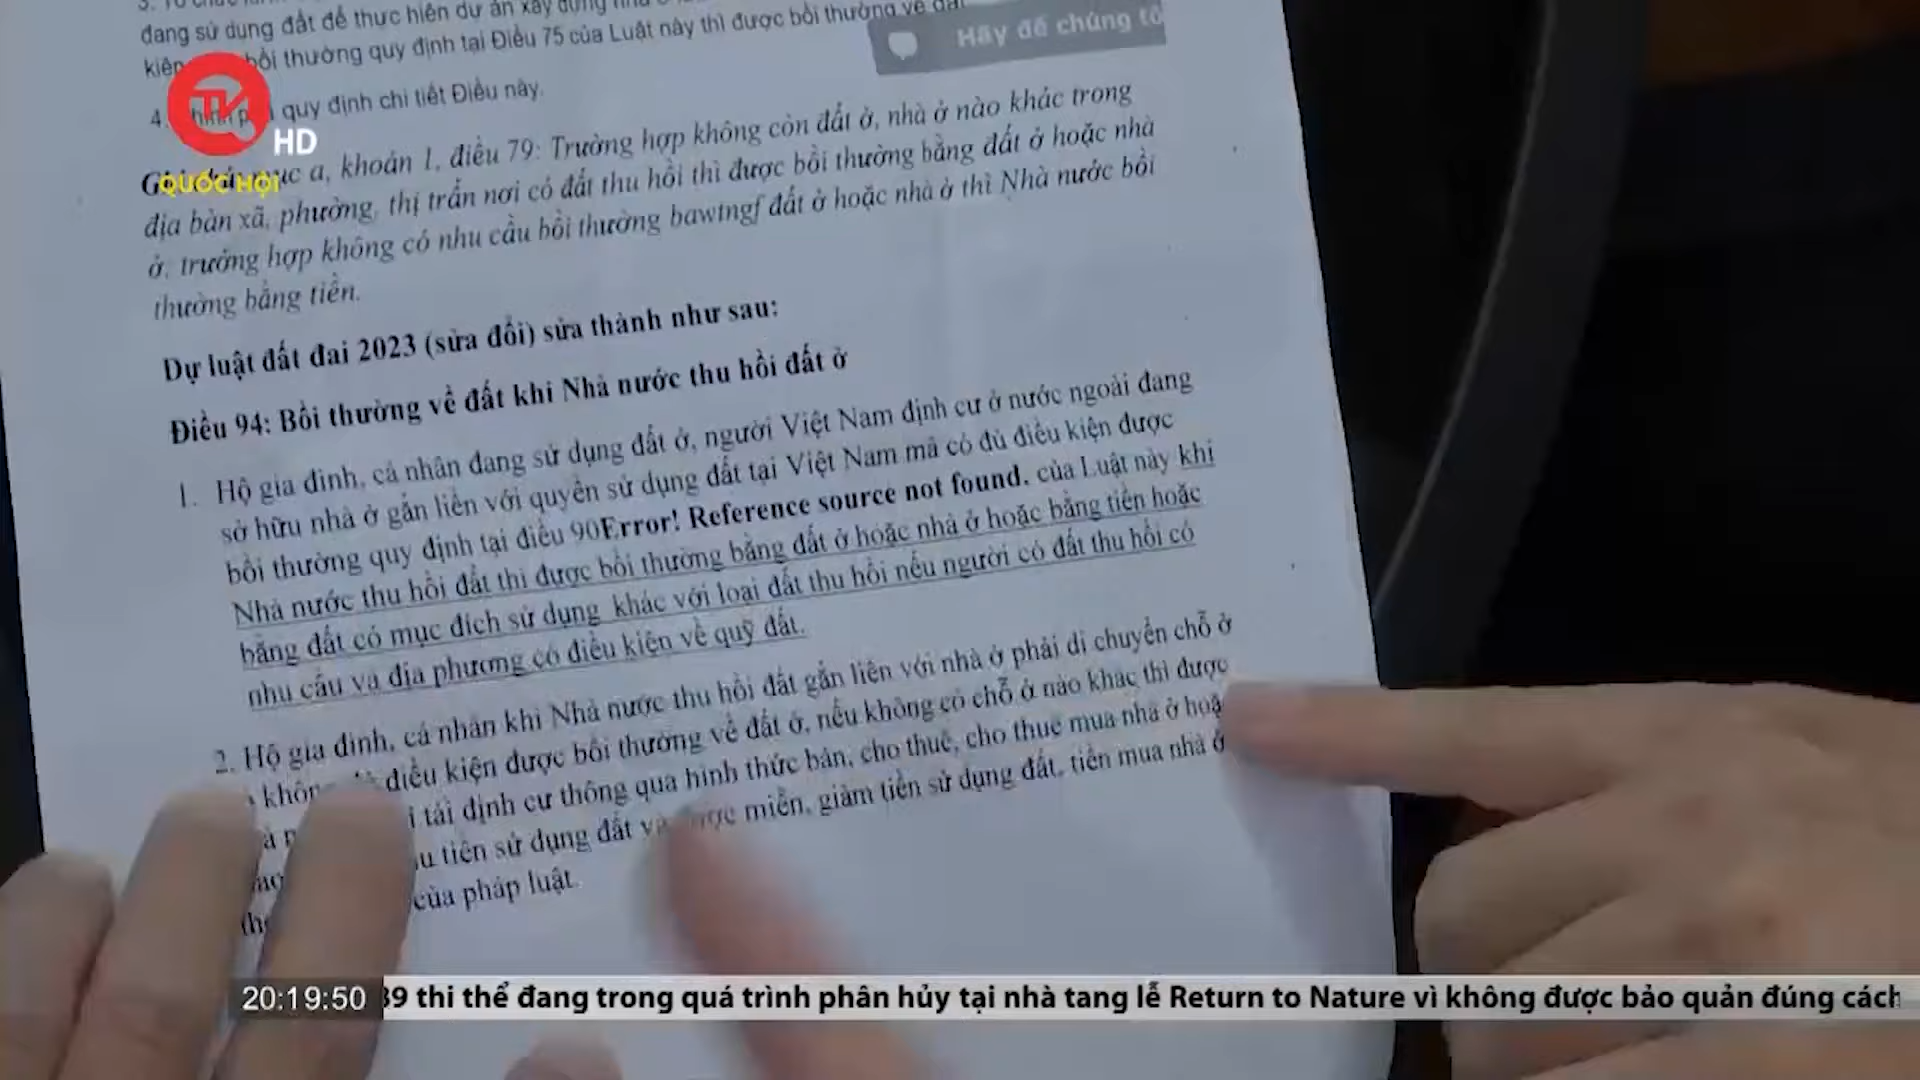 đang sử dụng đất để thực hiện dự án xây dựng nhà ở
kiện bồi thường quy định tại Điều 75 của Luật này thì được bồi thường về đất
Hãy để chúng tô
4. quy định chi tiết Điều này.
TV
HD
QUỐC HỘI
mục a, khoản 1, điều 79: Trường hợp không còn đất ở, nhà ở nào khác trong
địa bàn xã, phường, thị trấn nơi có đất thu hồi thì được bồi thường bằng đất ở hoặc nhà
ở, trường hợp không có nhu cầu bồi thường bawtngf đất ở hoặc nhà ở thì Nhà nước bồi
thường bằng tiền.
Dự luật đất đai 2023 (sửa đổi) sửa thành như sau:
Điều 94: Bồi thường về đất khi Nhà nước thu hồi đất ở
1. Hộ gia đình, cá nhân đang sử dụng đất ở, người Việt Nam định cư ở nước ngoài đang
sở hữu nhà ở gắn liền với quyền sử dụng đất tại Việt Nam mà có đủ điều kiện được
bồi thường quy định tại điều 90Error! Reference source not found. của Luật này khi
Nhà nước thu hồi đất thì được bồi thường bằng đất ở hoặc nhà ở hoặc bằng tiền hoặc
bằng đất có mục đích sử dụng khác với loại đất thu hồi nếu người có đất thu hồi có
nhu cầu và địa phương có điều kiện về quỹ đất.
2. Hộ gia đình, cá nhân khi Nhà nước thu hồi đất gắn liền với nhà ở phải di chuyển chỗ ở
điều kiện được bồi thường về đất ở, nếu không có chỗ ở nào khác thì được
tái định cư thông qua hình thức bán, cho thuê, cho thuê mua nhà ở hoặ
tiền sử dụng đất và được miễn, giảm tiền sử dụng đất, tiền mua nhà ở
của pháp luật.
20:19:50 39 thi thể đang trong quá trình phân hủy tại nhà tang lễ Return to Nature vì không được bảo quản đúng cách